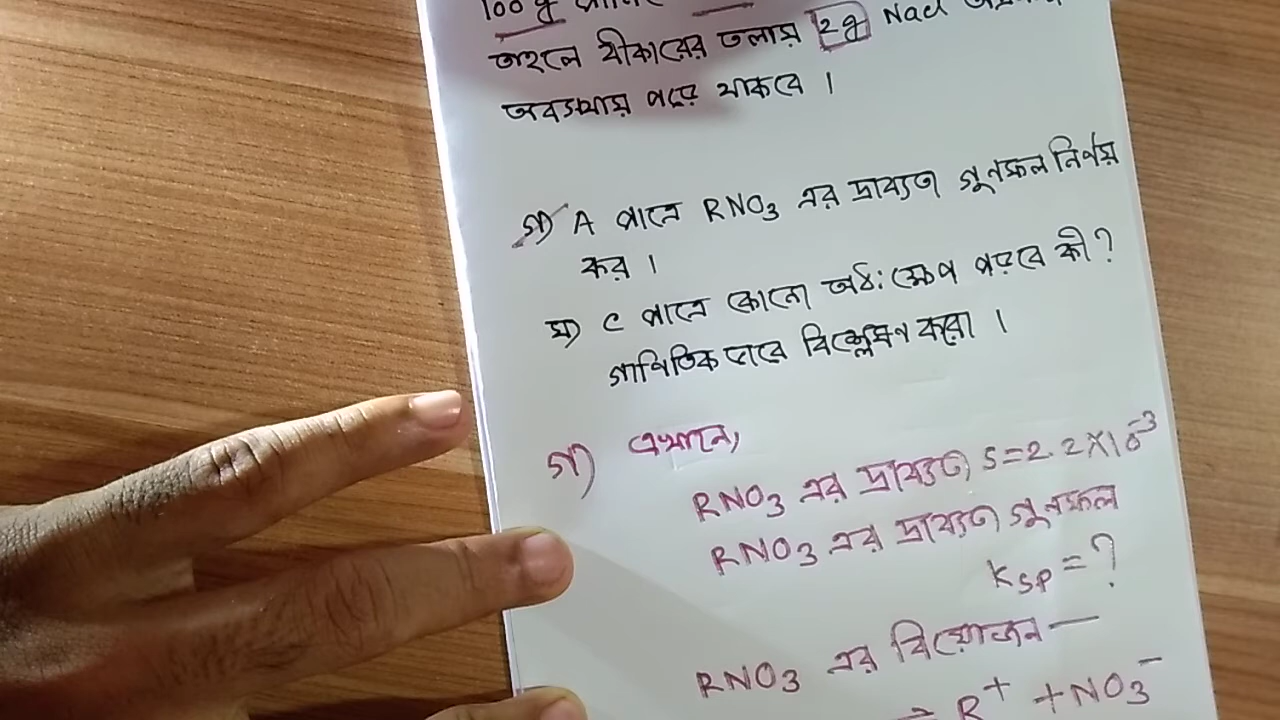 100 g
তাহলে বীকারের তলায় 2g Nacl
অবস্থায় পড়ে থাকবে ।
গ) A পাত্রে RNO₃ এর দ্রাব্যতা গুনফল নির্ণয়
কর ।
ঘ) C পাত্রে কোনো অধঃক্ষেপ পড়বে কী ?
গাণিতিকভাবে বিশ্লেষণ করো ।
গ) এখানে,
RNO₃ এর দ্রাব্যতা S=2.2×10⁻³
RNO₃ এর দ্রাব্যতা গুনফল
Ksp = ?
RNO₃ এর বিয়োজন —
⇌ R⁺ + NO₃⁻